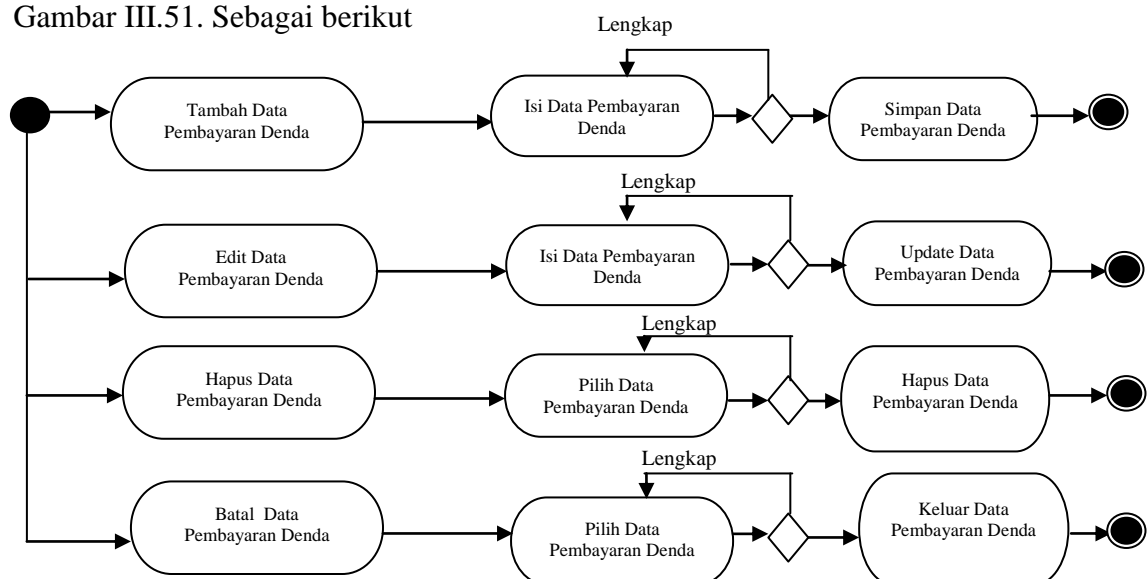 Gambar III.51. Sebagai berikut
Lengkap
Tambah Data
Pembayaran Denda
Isi Data Pembayaran
Denda
Simpan Data
Pembayaran Denda
Lengkap
Edit Data
Pembayaran Denda
Isi Data Pembayaran
Denda
Update Data
Pembayaran Denda
Lengkap
Hapus Data
Pembayaran Denda
Pilih Data
Pembayaran Denda
Hapus Data
Pembayaran Denda
Lengkap
Batal Data
Pembayaran Denda
Pilih Data
Pembayaran Denda
Keluar Data
Pembayaran Denda